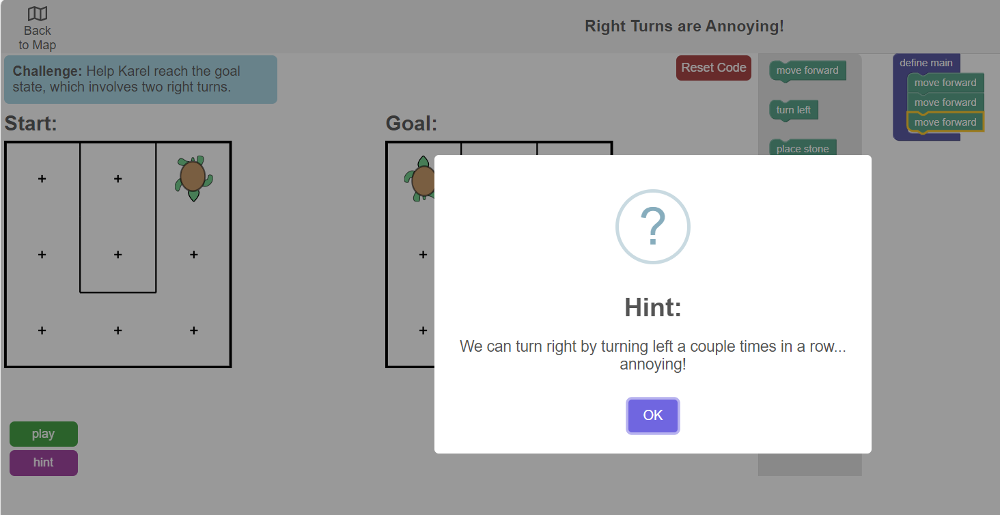 Back
to Map
Right Turns are Annoying!
Challenge: Help Karel reach the goal
state, which involves two right turns.
Reset Code
move forward
turn left
place stone
define main
move forward
move forward
move forward
Start:
Goal:
?
Hint:
We can turn right by turning left a couple times in a row...
annoying!
OK
play
hint